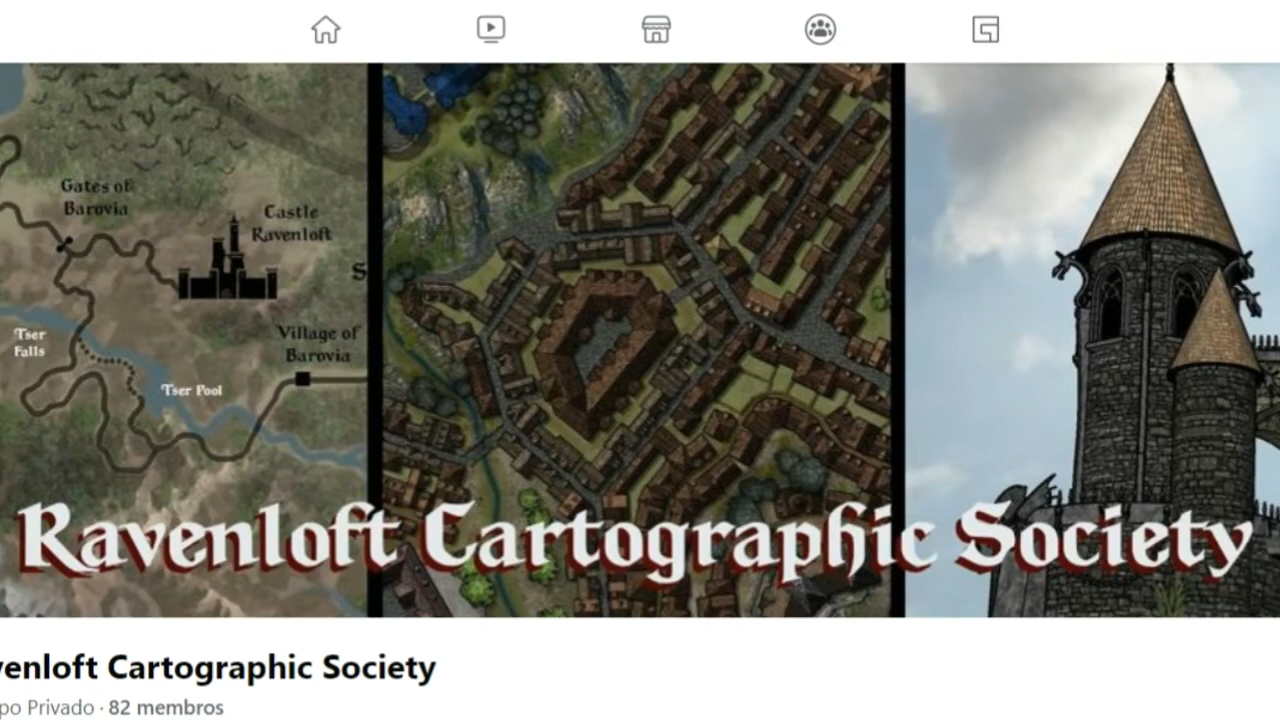 Gates of
Barovia
Castle
Ravenloft
S
Tser
Falls
Village of
Barovia
Tser Pool
Ravenloft Cartographic Society
venloft Cartographic Society
po Privado · 82 membros